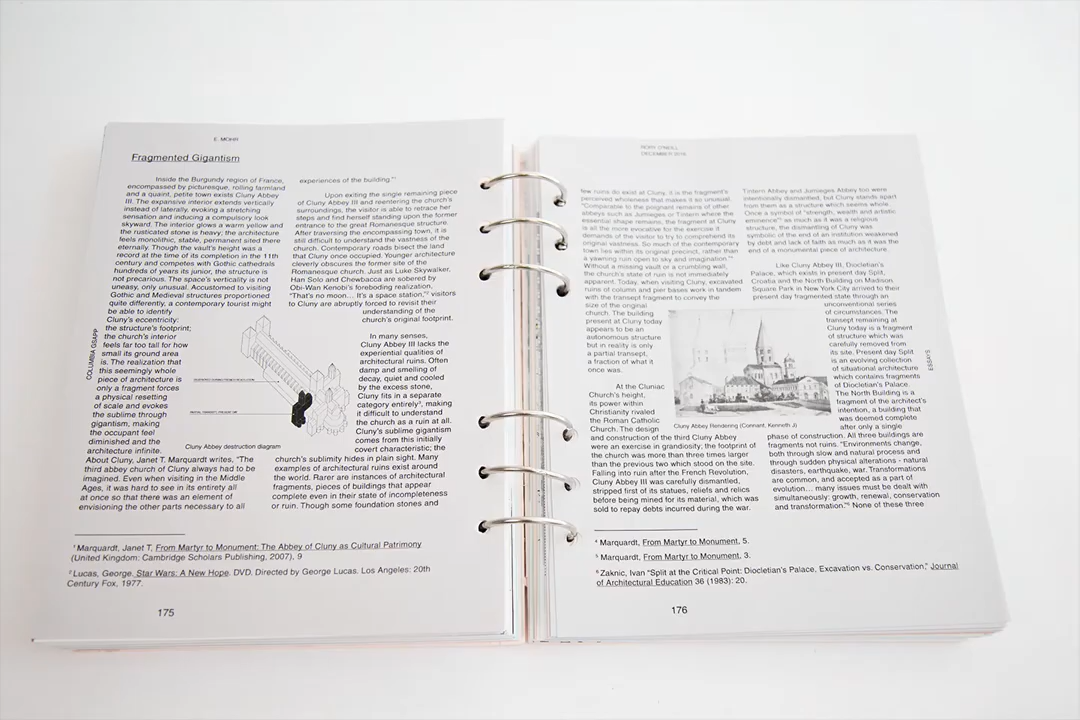 E. MOHR
Fragmented Gigantism
Inside the Burgundy region of France,
encompassed by picturesque, rolling farmland
and a quaint, petite town exists Cluny Abbey
III. The expansive interior extends vertically
instead of laterally, evoking a stretching
sensation and inducing a compulsory look
skyward. The interior glows a warm yellow and
the rusticated stone is heavy; the architecture
feels monolithic, stable, permanent sited there
eternally. Though the vault's height was a
record at the time of its completion in the 11th
century and competes with Gothic cathedrals
hundreds of years its junior, the structure is
not precarious. The space's verticality is not
uneasy, only unusual. Accustomed to visiting
Gothic and Medieval structures proportioned
quite differently, a contemporary tourist might
be able to identify
Cluny's eccentricity:
the structure's footprint;
the church's interior
feels far too tall for how
small its ground area
is. The realization that
this seemingly whole
piece of architecture is
only a fragment forces
a physical resetting
of scale and evokes
the sublime through
gigantism, making
the occupant feel
diminished and the
architecture infinite.
About Cluny, Janet T. Marquardt writes, "The
third abbey church of Cluny always had to be
imagined. Even when visiting in the Middle
Ages, it was hard to see in its entirety all
at once so that there was an element of
envisioning the other parts necessary to all
experiences of the building."1
Upon exiting the single remaining piece
of Cluny Abbey III and reentering the church's
surroundings, the visitor is able to retrace her
steps and find herself standing upon the former
entrance to the great Romanesque structure.
After traversing the encompassing town, it is
still difficult to understand the vastness of the
church. Contemporary roads bisect the land
that Cluny once occupied. Younger architecture
cleverly obscures the former site of the
Romanesque church. Just as Luke Skywalker,
Han Solo and Chewbacca are sobered by
Obi-Wan Kenobi's foreboding realization,
"That's no moon... It's a space station,"2 visitors
to Cluny are abruptly forced to revisit their
understanding of the
church's original footprint.
In many senses,
Cluny Abbey III lacks the
experiential qualities of
architectural ruins. Often
damp and smelling of
decay, quiet and cooled
by the excess stone,
Cluny fits in a separate
category entirely3, making
it difficult to understand
the church as a ruin at all.
Cluny's sublime gigantism
comes from this initially
covert characteristic; the
church's sublimity hides in plain sight. Many
examples of architectural ruins exist around
the world. Rarer are instances of architectural
fragments, pieces of buildings that appear
complete even in their state of incompleteness
or ruin. Though some foundation stones and
Cluny Abbey destruction diagram
COLUMBIA GSAPP
1 Marquardt, Janet T. From Martyr to Monument: The Abbey of Cluny as Cultural Patrimony
(United Kingdom: Cambridge Scholars Publishing, 2007), 9
2 Lucas, George. Star Wars: A New Hope. DVD. Directed by George Lucas. Los Angeles: 20th
Century Fox, 1977.
175
RORY O'NEILL
DECEMBER 2016
few ruins do exist at Cluny, it is the fragment's
perceived wholeness that makes it so unusual.
"Comparable to the poignant remains of other
abbeys such as Jumieges or Tintern where the
essential shape remains, the fragment at Cluny
is all the more evocative for the exercise it
demands of the visitor to try to comprehend its
original vastness. So much of the contemporary
town lies within its original precinct, rather than
a yawning ruin open to sky and imagination."4
Without a missing vault or a crumbling wall,
the church's state of ruin is not immediately
apparent. Today, when visiting Cluny, excavated
ruins of column and pier bases work in tandem
with the transept fragment to convey the
size of the original
church. The building
present at Cluny today
appears to be an
autonomous structure
but in reality is only
a partial transept,
a fraction of what it
once was.
At the Cluniac
Church's height,
its power within
Christianity rivaled
the Roman Catholic
Church. The design
and construction of the third Cluny Abbey
were an exercise in grandiosity; the footprint of
the church was more than three times larger
than the previous two which stood on the site.
Falling into ruin after the French Revolution,
Cluny Abbey III was carefully dismantled,
stripped first of its statues, reliefs and relics
before being mined for its material, which was
sold to repay debts incurred during the war.
Tintern Abbey and Jumieges Abbey too were
intentionally dismantled, but Cluny stands apart
from them as a structure which seems whole.
Once a symbol of "strength, wealth and artistic
eminence"5 as much as it was a religious
structure, the dismantling of Cluny was
symbolic of the end of an institution weakened
by debt and lack of faith as much as it was the
end of a monumental piece of architecture.
Like Cluny Abbey III, Diocletian's
Palace, which exists in present day Split,
Croatia and the North Building on Madison
Square Park in New York City arrived to their
present day fragmented state through an
unconventional series
of circumstances. The
transept remaining at
Cluny today is a fragment
of structure which was
carefully removed from
its site. Present day Split
is an evolving collection
of situational architecture
which contains fragments
of Diocletian's Palace.
The North Building is a
fragment of the architect's
intention, a building that
was deemed complete
after only a single
phase of construction. All three buildings are
fragments not ruins. "Environments change,
both through slow and natural process and
through sudden physical alterations - natural
disasters, earthquake, war. Transformations
are common, and accepted as a part of
evolution... many issues must be dealt with
simultaneously: growth, renewal, conservation
and transformation."6 None of these three
Cluny Abbey Rendering (Conant, Kenneth J)
ESSAYS
4 Marquardt, From Martyr to Monument, 5.
5 Marquardt, From Martyr to Monument, 3.
6 Zaknic, Ivan "Split at the Critical Point: Diocletian's Palace, Excavation vs. Conservation," Journal
of Architectural Education 36 (1983): 20.
176